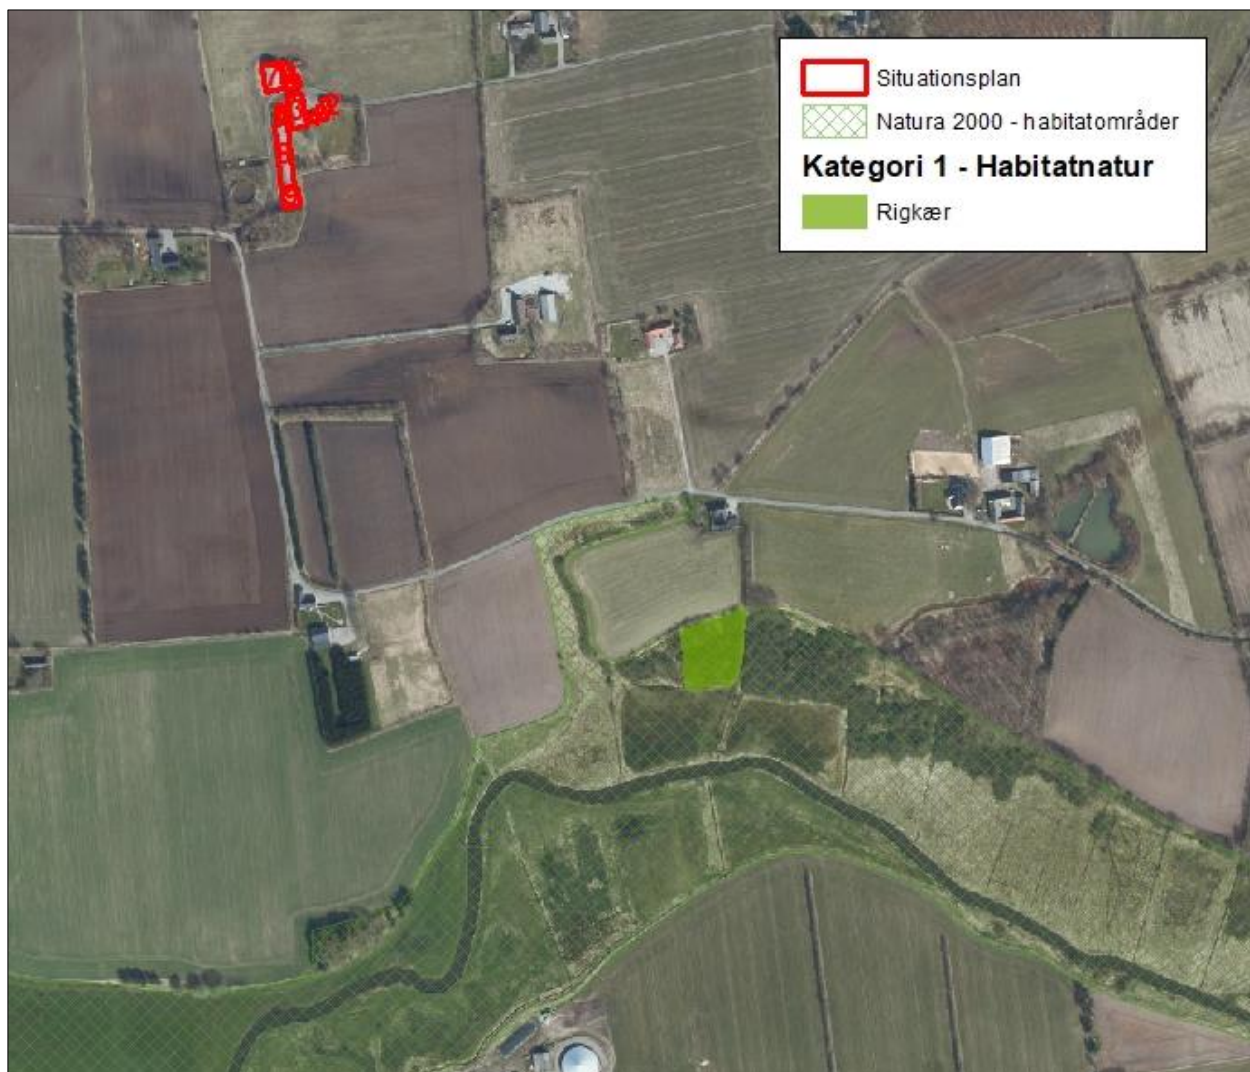 Situationsplan
Natura 2000 - habitatområder
Kategori 1 - Habitatnatur
Rigkær